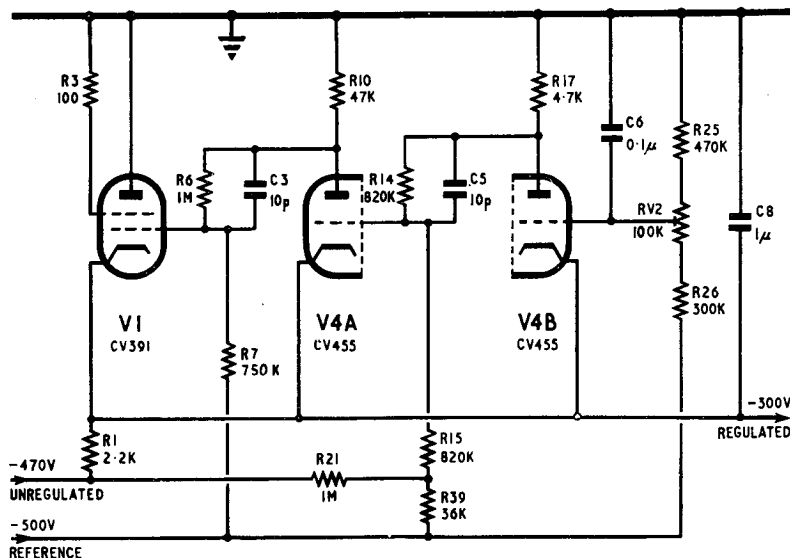 R3
100
R10
47K
R17
4.7K
C6
0.1μ
R25
470K
R6
1M
C3
10p
R14
820K
C5
10p
RV2
100K
C8
1μ
R26
300K
V1
CV391
V4A
CV455
V4B
CV455
R7
750K
-300V
REGULATED
R1
2.2K
R15
820K
-470V
UNREGULATED
R21
1M
R39
36K
-500V
REFERENCE